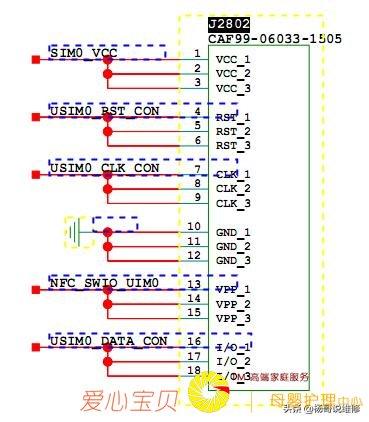 J2802
CAF99-06033-1S05
SIM0_VCC 1 VCC_1
2 VCC_2
3 VCC_3
USIM0_RST_CON 4 RST_1
5 RST_2
6 RST_3
USIM0_CLK_CON 7 CLK_1
8 CLK_2
9 CLK_3
10 GND_1
11 GND_2
12 GND_3
NFC_SWIO_UIM0 13 VPP_1
14 VPP_2
15 VPP_3
USIM0_DATA_CON 16 I/O_1
17 I/O_2
18 I/O_3
高端家庭服务
爱心宝贝 母婴护理中心
头条 @杨哥说维修